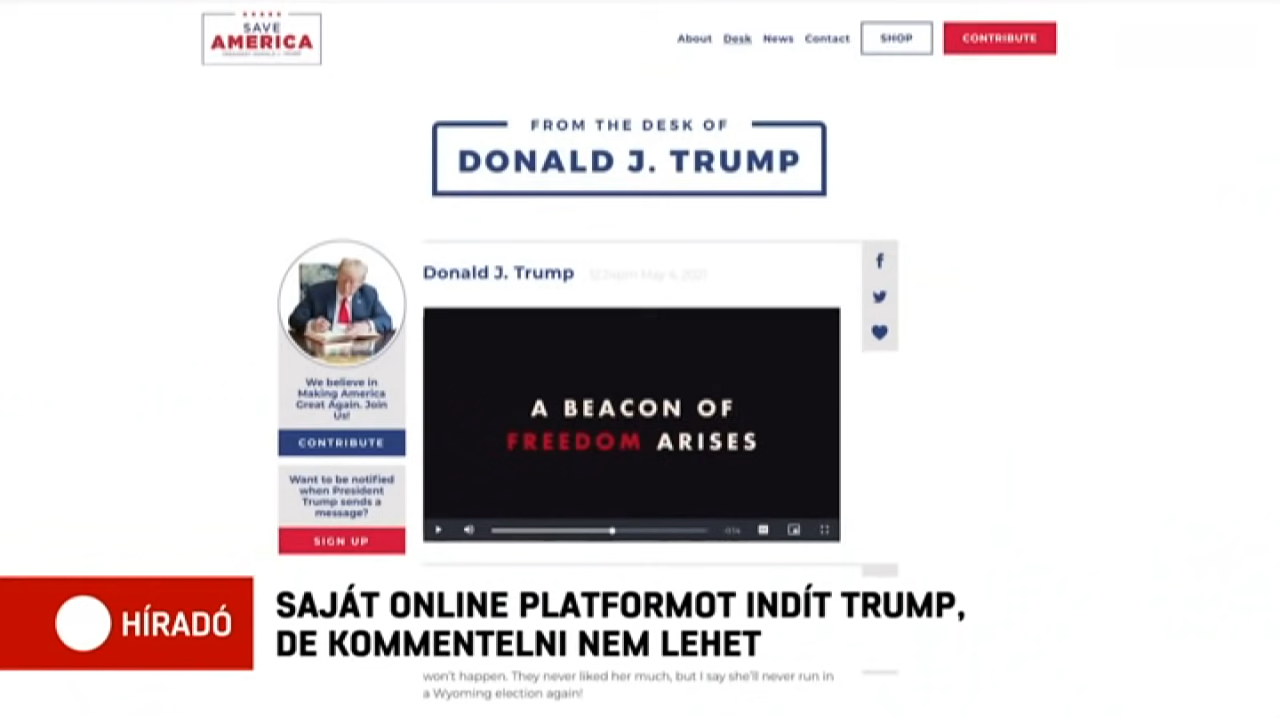 SAVE
AMERICA
About Desk News Contact SHOP CONTRIBUTE
FROM THE DESK OF
DONALD J. TRUMP
Donald J. Trump
A BEACON OF
FREEDOM ARISES
We believe in
Making America
Great Again. Join
Us!
CONTRIBUTE
Want to be notified
when President
Trump sends a
message?
SIGN UP
HÍRADÓ
SAJÁT ONLINE PLATFORMOT INDÍT TRUMP,
DE KOMMENTELNI NEM LEHET
won't happen. They never liked her much, but I say she'll never run in
a Wyoming election again!